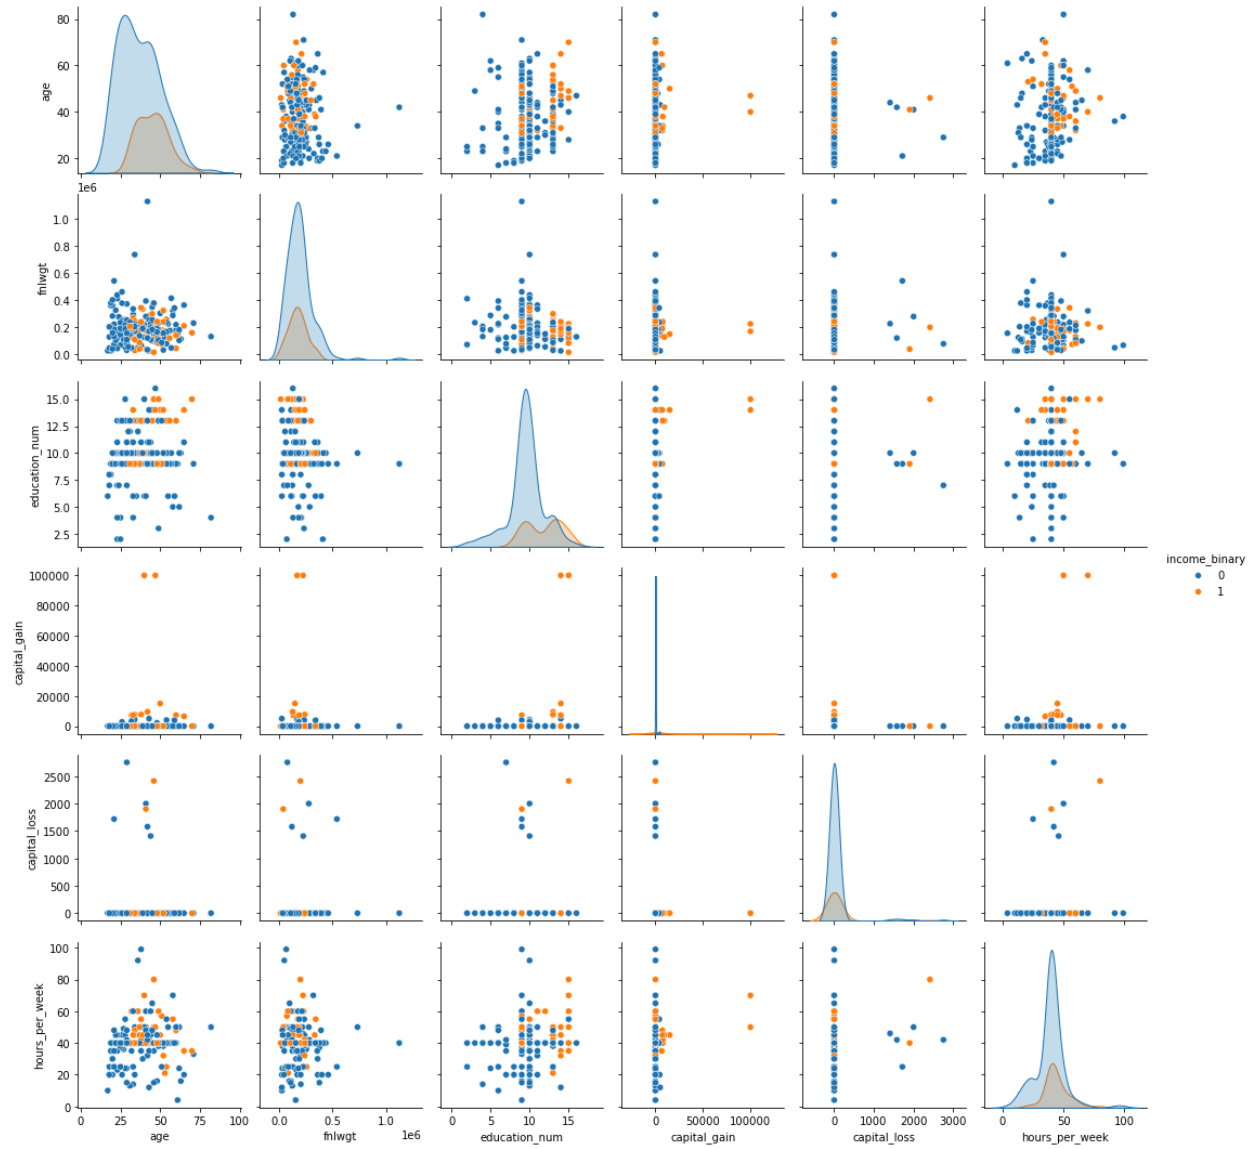 80
60
40
20
age
1e6
1.0
0.8
0.6
0.4
0.2
0.0
fnlwgt
15.0
12.5
10.0
7.5
5.0
2.5
education_num
income_binary
0
1
100000
80000
60000
40000
20000
0
capital_gain
2500
2000
1500
1000
500
0
capital_loss
100
80
60
40
20
0
hours_per_week
0 25 50 75 100
0.0 0.5 1.0
1e6
0 5 10 15
0 50000 100000
0 1000 2000 3000
0 50 100
age fnlwgt education_num capital_gain capital_loss hours_per_week